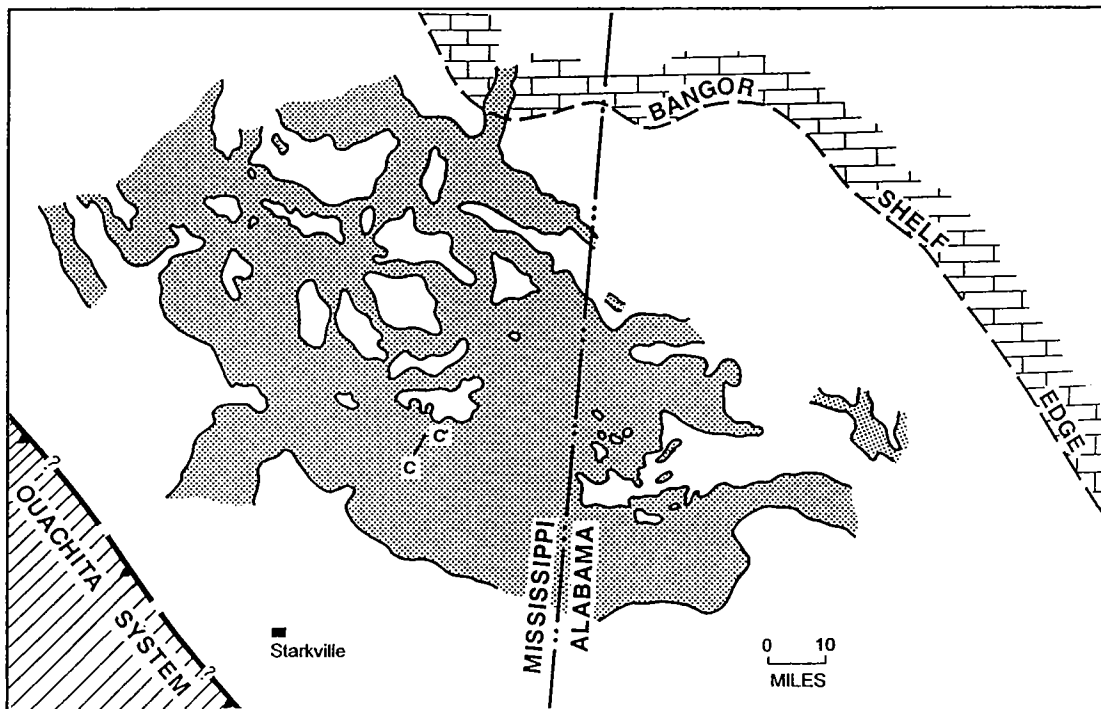 BANGOR
SHELF
EDGE
C'
C
?
OUACHITA
SYSTEM
?
MISSISSIPPI
ALABAMA
Starkville
0 10
MILES